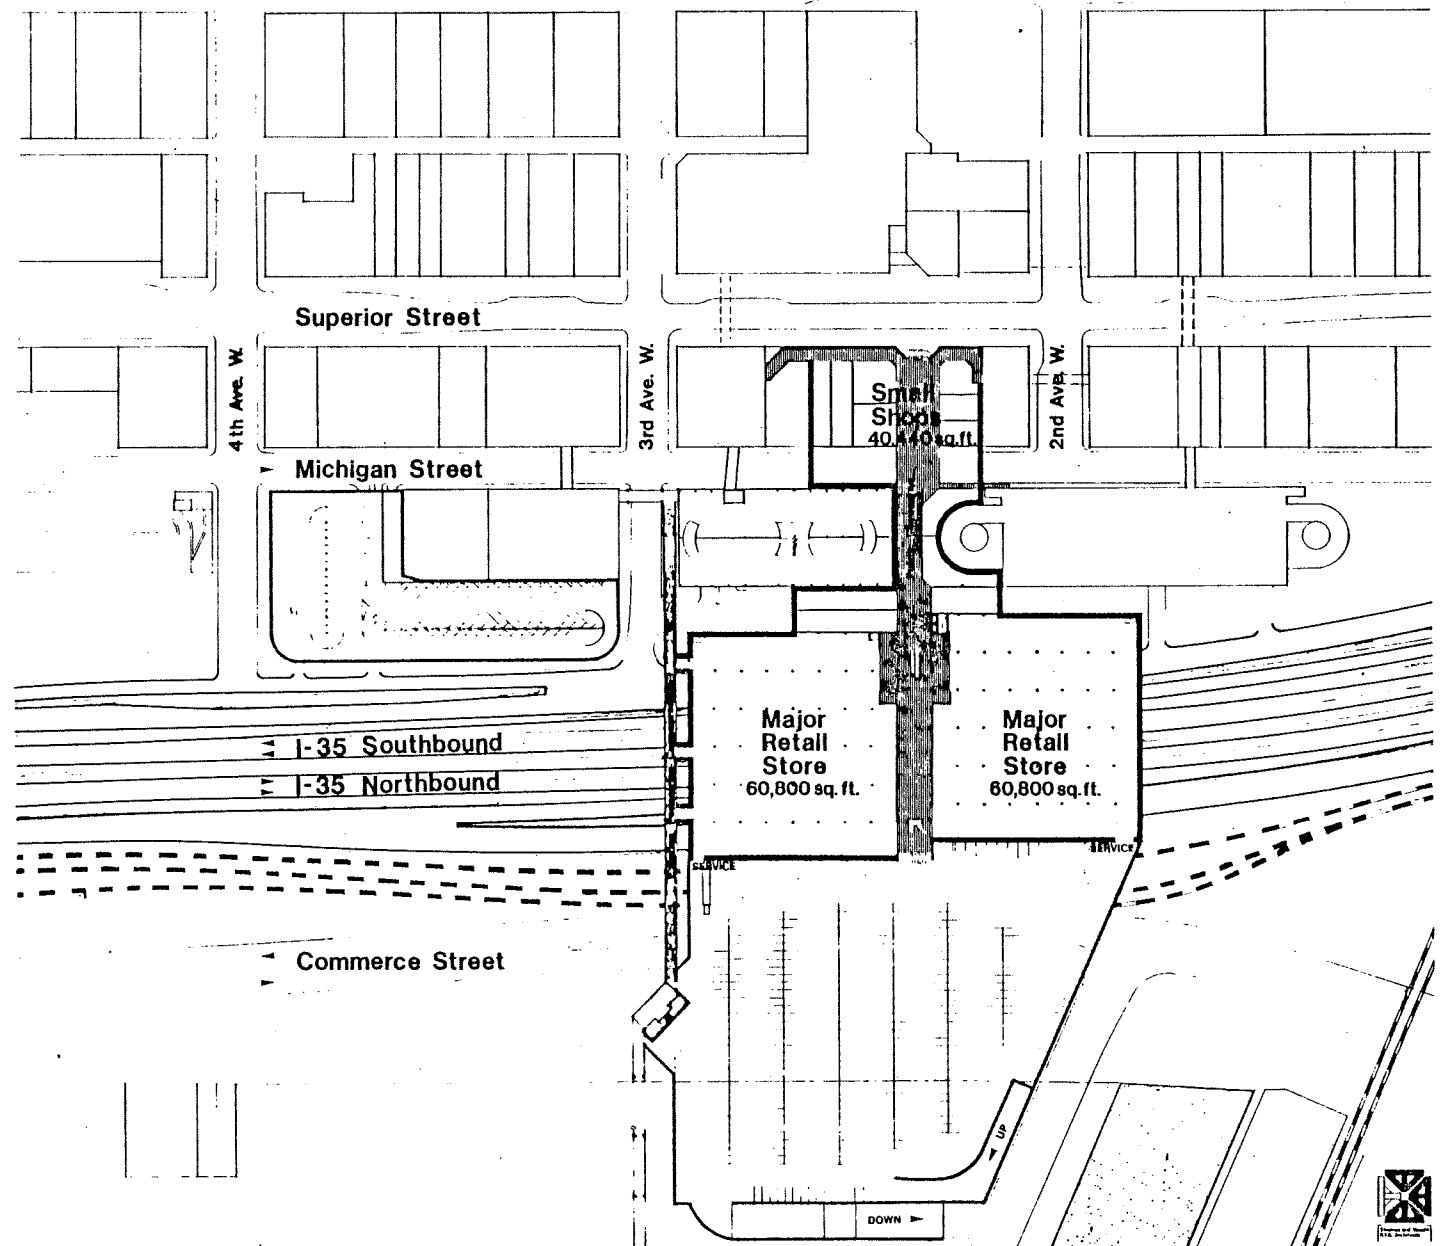 Superior Street
4th Ave. W.
3rd Ave. W.
2nd Ave. W.
Small
Shops
40,440 sq. ft.
Michigan Street
I-35 Southbound
I-35 Northbound
Major
Retail
Store
60,800 sq. ft.
Major
Retail
Store
60,800 sq. ft.
SERVICE
SERVICE
Commerce Street
UP
DOWN